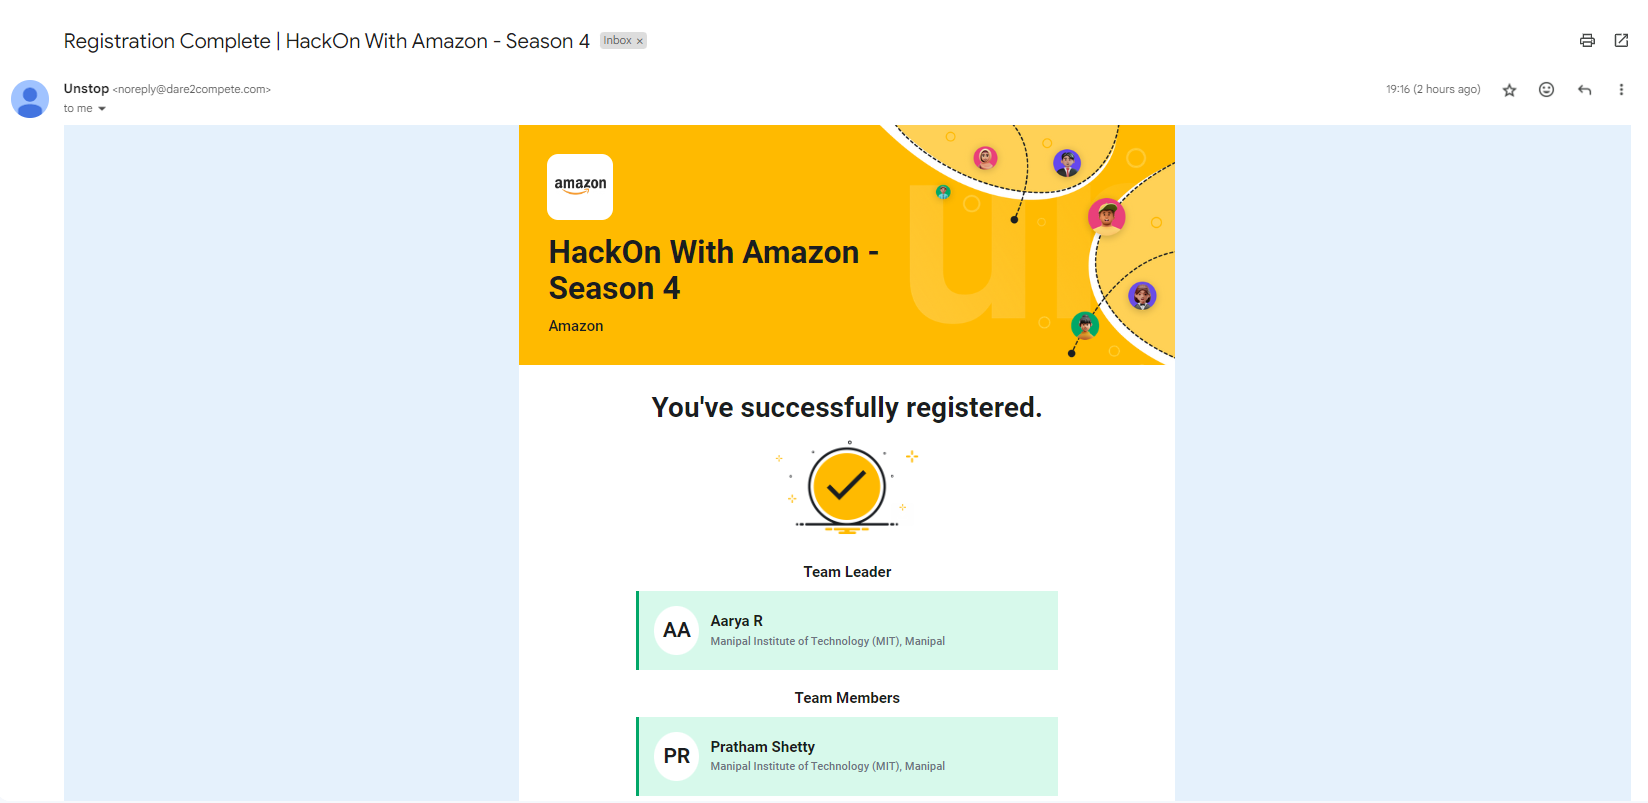 Registration Complete | HackOn With Amazon - Season 4 Inbox ×
Unstop <noreply@dare2compete.com> 19:16 (2 hours ago)
to me
amazon
un
HackOn With Amazon -
Season 4
Amazon
You've successfully registered.
Team Leader
AA
Aarya R
Manipal Institute of Technology (MIT), Manipal
Team Members
PR
Pratham Shetty
Manipal Institute of Technology (MIT), Manipal